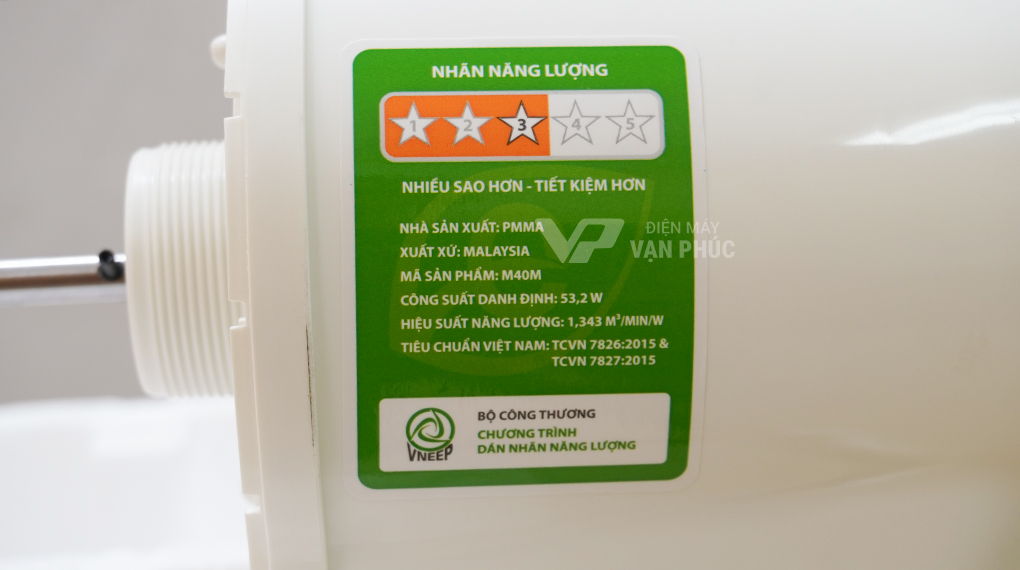 NHÃN NĂNG LƯỢNG
1 2 3 4 5
NHIỀU SAO HƠN - TIẾT KIỆM HƠN
NHÀ SẢN XUẤT: PMMA
XUẤT XỨ: MALAYSIA
MÃ SẢN PHẨM: M40M
CÔNG SUẤT DANH ĐỊNH: 53,2 W
HIỆU SUẤT NĂNG LƯỢNG: 1,343 M³/MIN/W
TIÊU CHUẨN VIỆT NAM: TCVN 7826:2015 &
TCVN 7827:2015
VP ĐIỆN MÁY
VẠN PHÚC
BỘ CÔNG THƯƠNG
CHƯƠNG TRÌNH
DÁN NHÃN NĂNG LƯỢNG
VNEEP